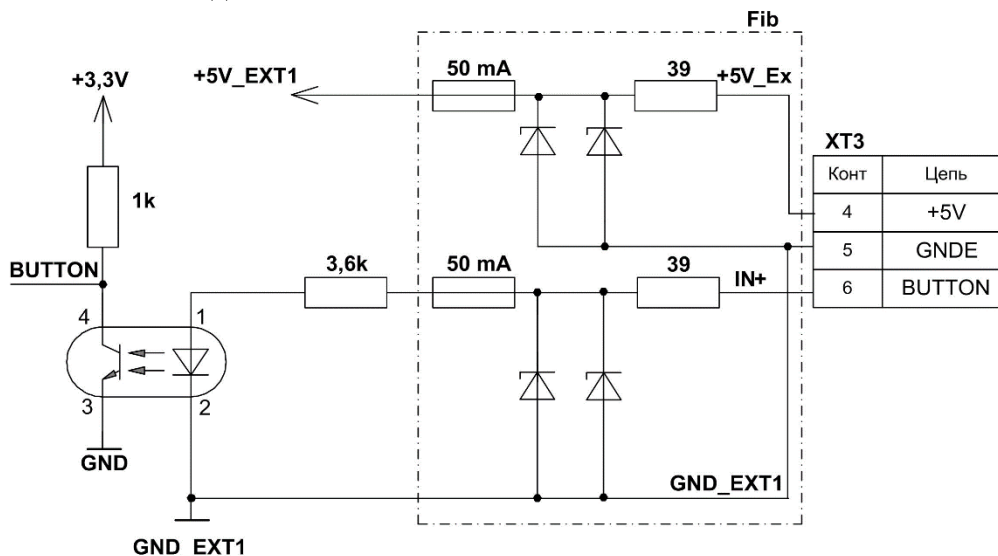 Fib
+3,3V
+5V_EXT1
50 mA
39
+5V_Ex
1k
XT3
Конт Цепь
4 +5V
5 GNDE
6 BUTTON
BUTTON
3,6k
50 mA
39
IN+
4 1
3 2
GND
GND_EXT1
GND_EXT1